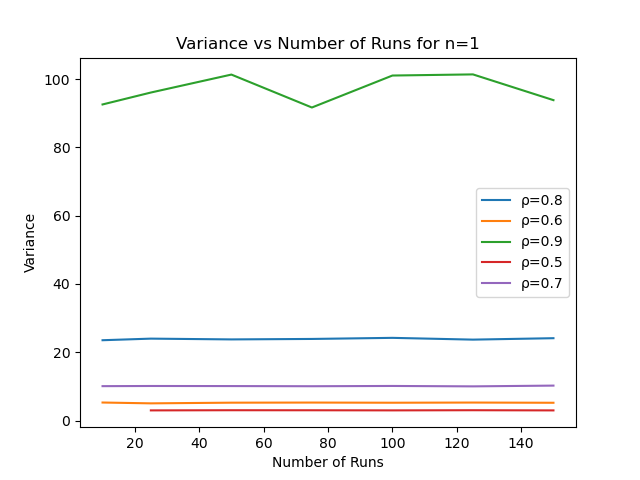 Variance vs Number of Runs for n=1
Variance
100
80
60
40
20
0
ρ=0.8
ρ=0.6
ρ=0.9
ρ=0.5
ρ=0.7
20 40 60 80 100 120 140
Number of Runs